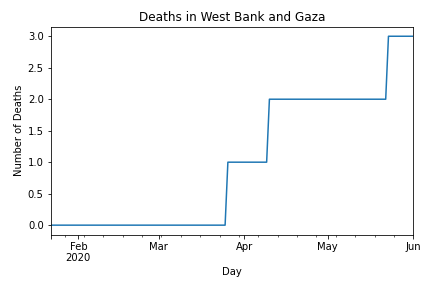 Deaths in West Bank and Gaza
3.0
2.5
2.0
1.5
1.0
0.5
0.0
Number of Deaths
Feb
2020
Mar
Apr
May
Jun
Day